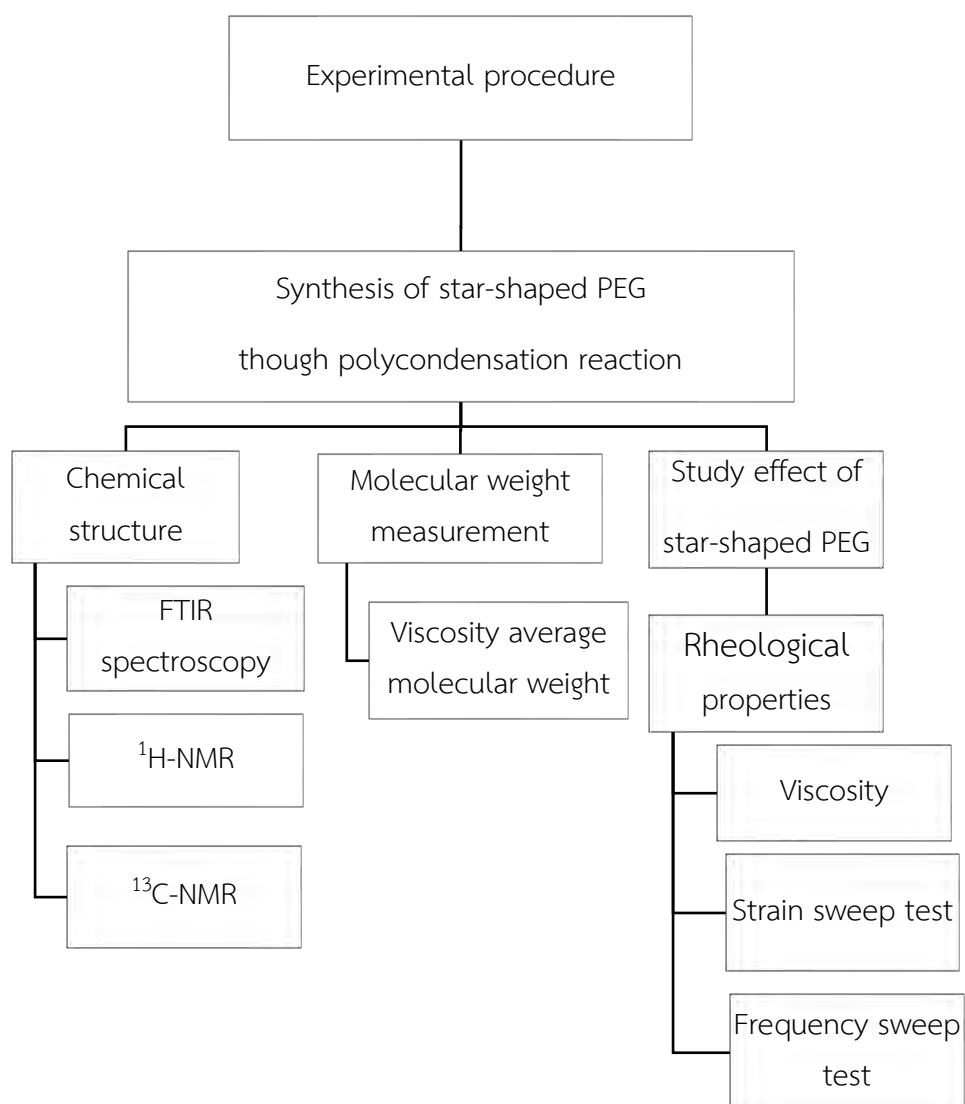 Experimental procedure
Synthesis of star-shaped PEG
though polycondensation reaction
Chemical
structure
FTIR
spectroscopy
¹H-NMR
¹³C-NMR
Molecular weight
measurement
Viscosity average
molecular weight
Study effect of
star-shaped PEG
Rheological
properties
Viscosity
Strain sweep test
Frequency sweep
test